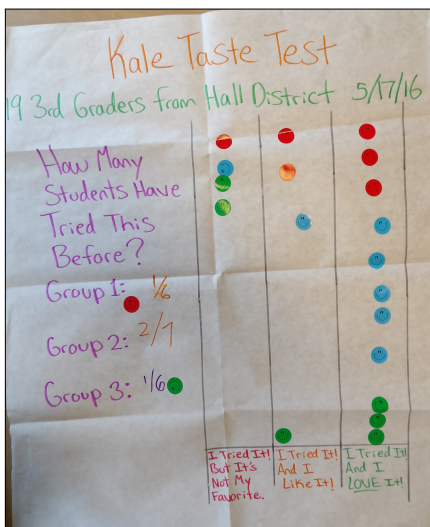 Kale Taste Test
19 3rd Graders from Hall District 5/17/16
How Many
Students Have
Tried This
Before?
Group 1: 1/6
Group 2: 2/7
Group 3: 1/6
I Tried It!
But It's
Not My
Favorite.
I Tried It!
And I
Like It!
I Tried It!
And I
LOVE It!